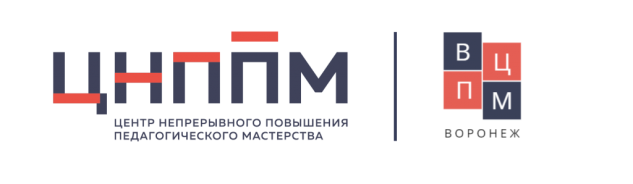 ЦНППМ
ЦЕНТР НЕПРЕРЫВНОГО ПОВЫШЕНИЯ
ПЕДАГОГИЧЕСКОГО МАСТЕРСТВА
В Ц
П М
ВОРОНЕЖ